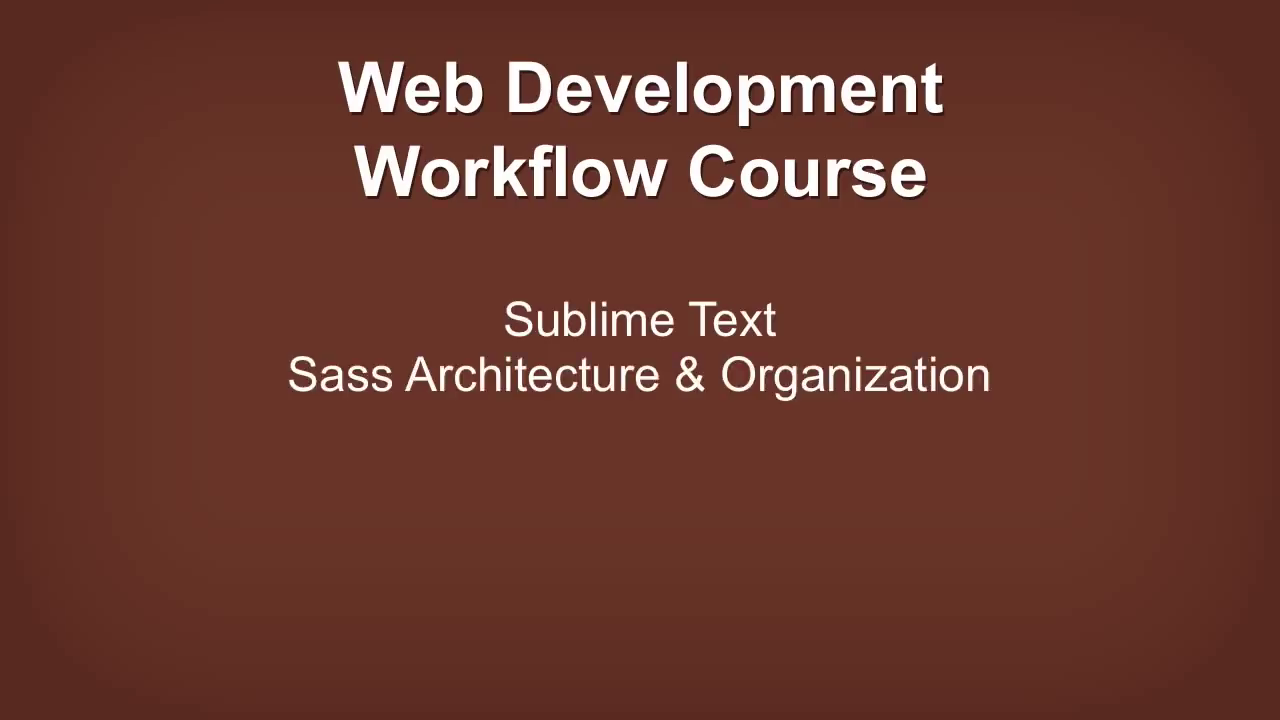 Web Development
Workflow Course
Sublime Text
Sass Architecture & Organization